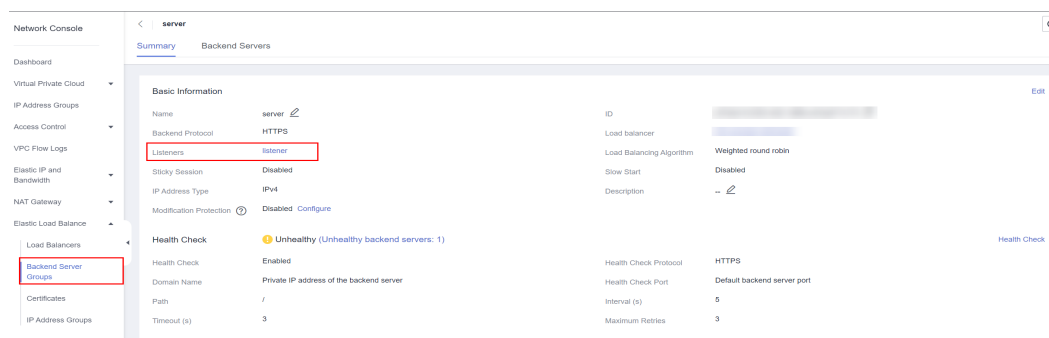 Network Console
Dashboard
Virtual Private Cloud
IP Address Groups
Access Control
VPC Flow Logs
Elastic IP and
Bandwidth
NAT Gateway
Elastic Load Balance
Load Balancers
Backend Server
Groups
Certificates
IP Address Groups
server
Summary Backend Servers
Basic Information Edit
Name server ID
Backend Protocol HTTPS Load balancer
Listeners listener Load Balancing Algorithm Weighted round robin
Sticky Session Disabled Slow Start Disabled
IP Address Type IPv4 Description --
Modification Protection ? Disabled Configure
Health Check ! Unhealthy (Unhealthy backend servers: 1) Health Check
Health Check Enabled Health Check Protocol HTTPS
Domain Name Private IP address of the backend server Health Check Port Default backend server port
Path / Interval (s) 5
Timeout (s) 3 Maximum Retries 3